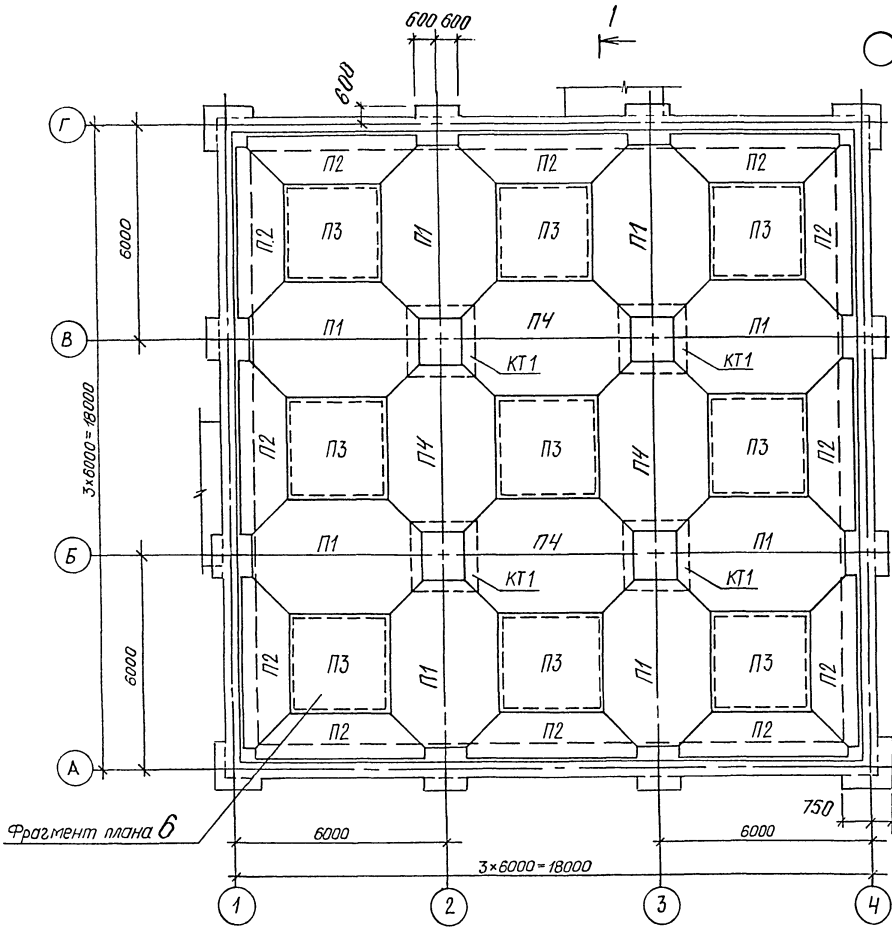 600 600
1
600
Г
П2 П2 П2
6000
П2 П3 П1 П3 П1 П3 П2
В
П1 П4 П1
КТ1 КТ1
3×6000=18000
П2 П3 П4 П3 П4 П3 П2
Б
П1 П4 П1
КТ1 КТ1
6000
П2 П3 П1 П3 П1 П3 П2
П2 П2 П2
А
750
Фрагмент плана 6
6000 6000
3×6000=18000
1 2 3 4